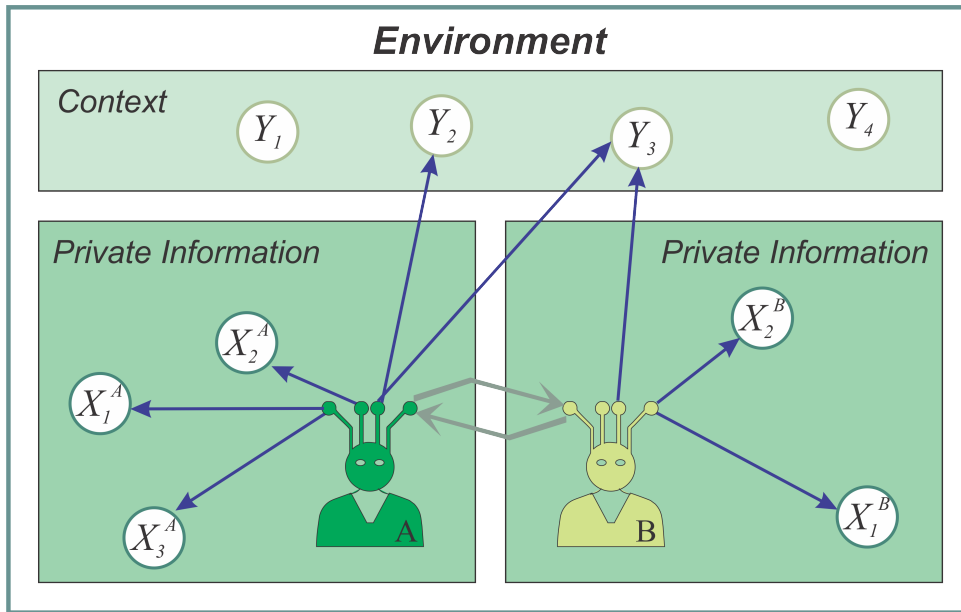 Environment
Context
Y₁ Y₂ Y₃ Y₄
Private Information
X₂ᴬ
X₁ᴬ
X₃ᴬ
A
Private Information
X₂ᴮ
X₁ᴮ
B